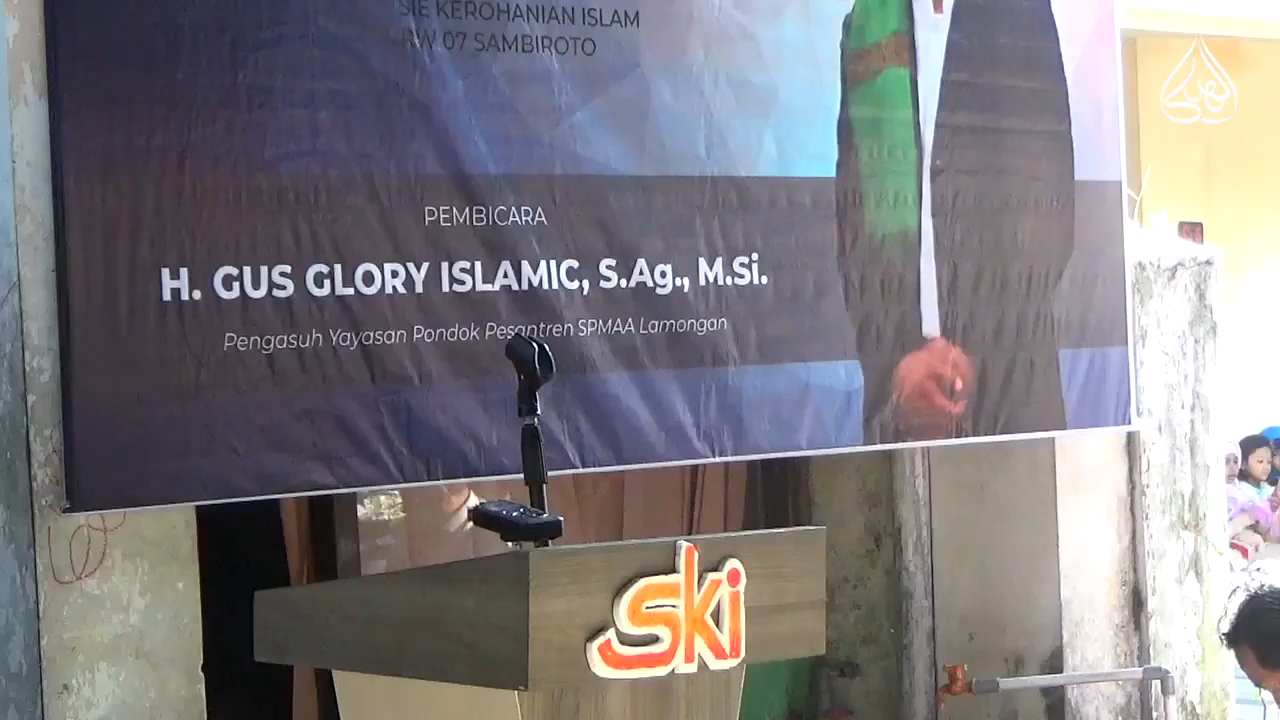 SIE KEROHANIAN ISLAM
RW 07 SAMBIROTO
PEMBICARA
H. GUS GLORY ISLAMIC, S.Ag., M.Si.
Pengasuh Yayasan Pondok Pesantren SPMAA Lamongan
ski